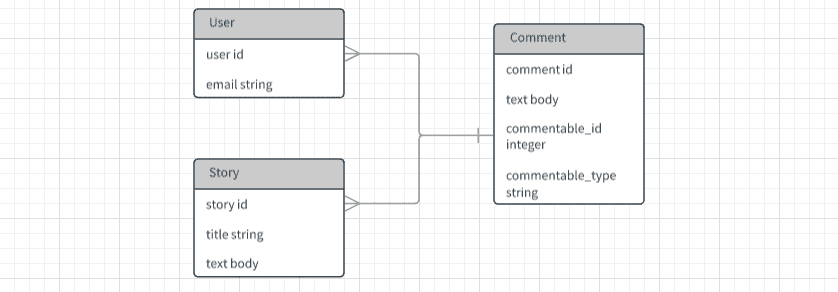 User
user id
email string
Story
story id
title string
text body
Comment
comment id
text body
commentable_id
integer
commentable_type
string